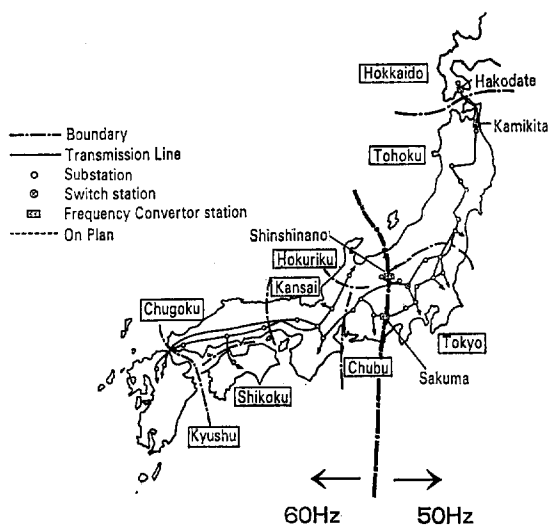 Hokkaido
Hakodate
Kamikita
Boundary
Transmission Line
Substation
Switch station
Frequency Convertor station
On Plan
Tohoku
Shinshinano
Hokuriku
Kansai
Chugoku
Tokyo
Chubu
Sakuma
Shikoku
Kyushu
60Hz
50Hz